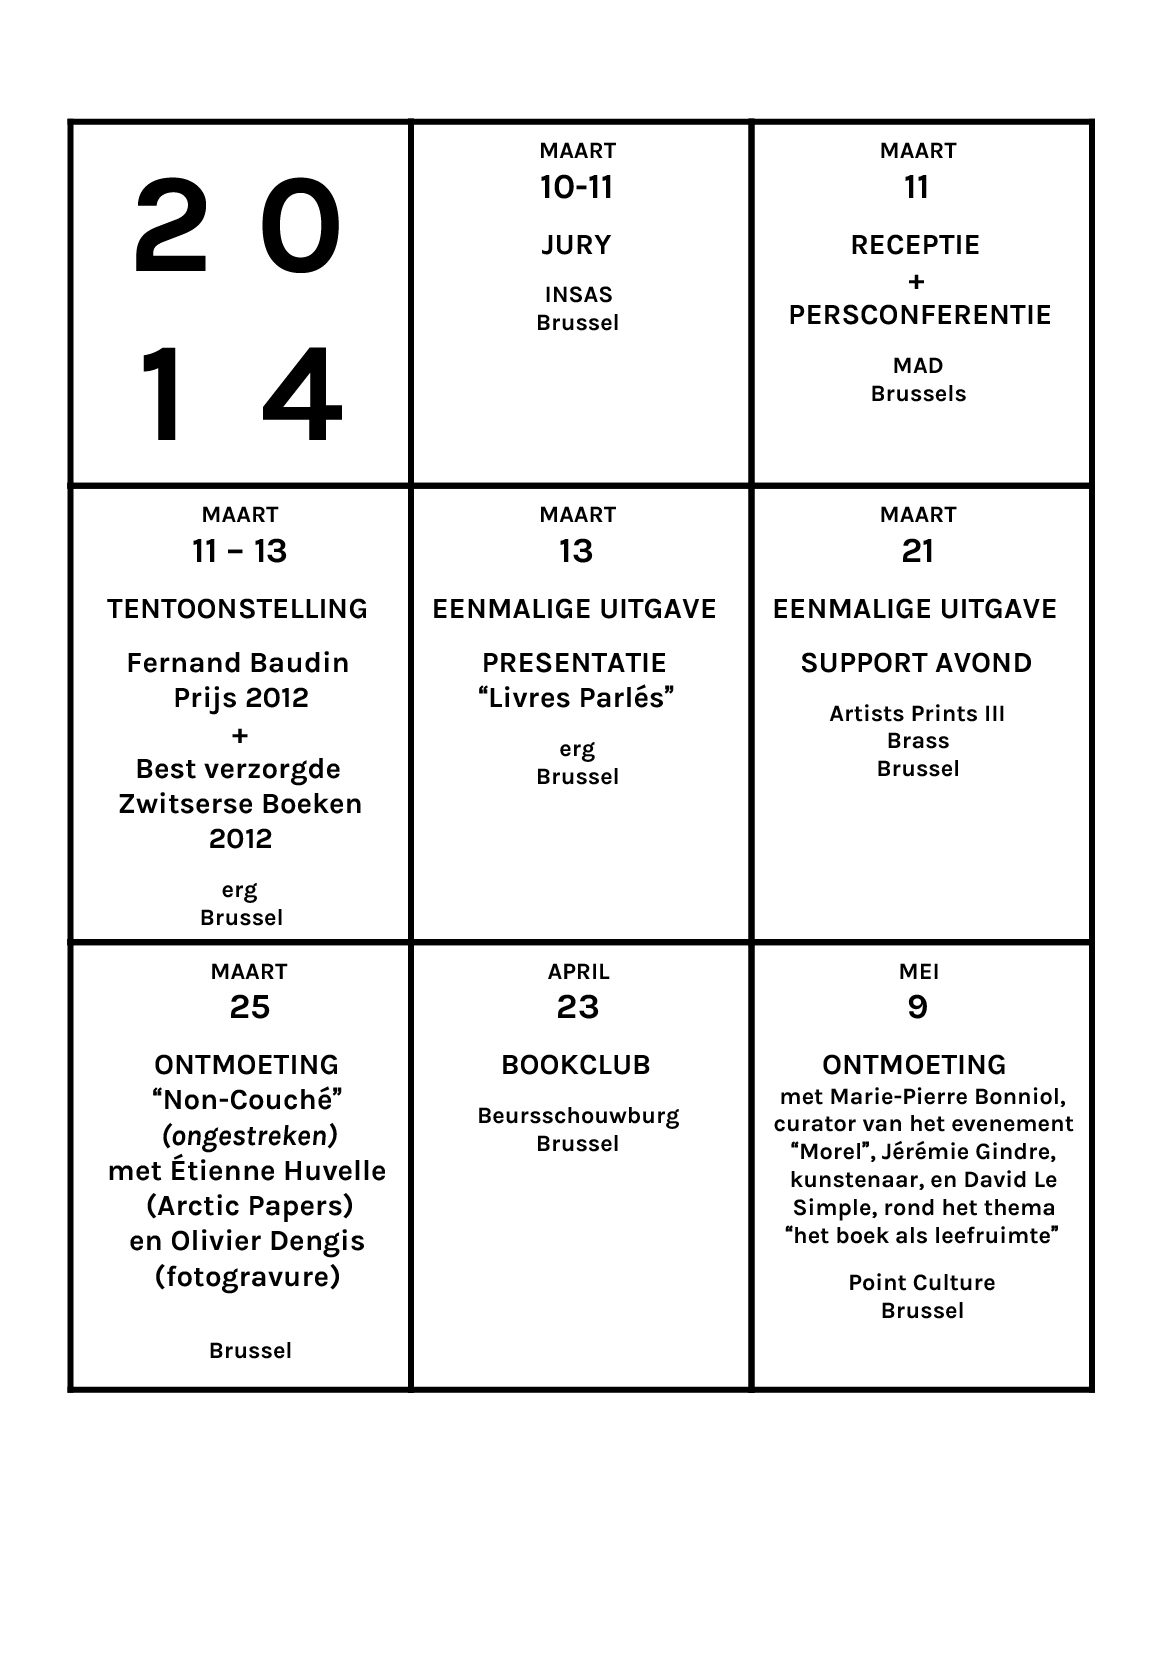 2 0
1 4
MAART
10-11
JURY
INSAS
Brussel
MAART
11
RECEPTIE
+
PERSCONFERENTIE
MAD
Brussels
MAART
11 – 13
TENTOONSTELLING
Fernand Baudin
Prijs 2012
+
Best verzorgde
Zwitserse Boeken
2012
erg
Brussel
MAART
13
EENMALIGE UITGAVE
PRESENTATIE
“Livres Parlés”
erg
Brussel
MAART
21
EENMALIGE UITGAVE
SUPPORT AVOND
Artists Prints III
Brass
Brussel
MAART
25
ONTMOETING
“Non-Couché”
(ongestreken)
met Étienne Huvelle
(Arctic Papers)
en Olivier Dengis
(fotogravure)
Brussel
APRIL
23
BOOKCLUB
Beursschouwburg
Brussel
MEI
9
ONTMOETING
met Marie-Pierre Bonniol,
curator van het evenement
“Morel”, Jérémie Gindre,
kunstenaar, en David Le
Simple, rond het thema
“het boek als leefruimte”
Point Culture
Brussel